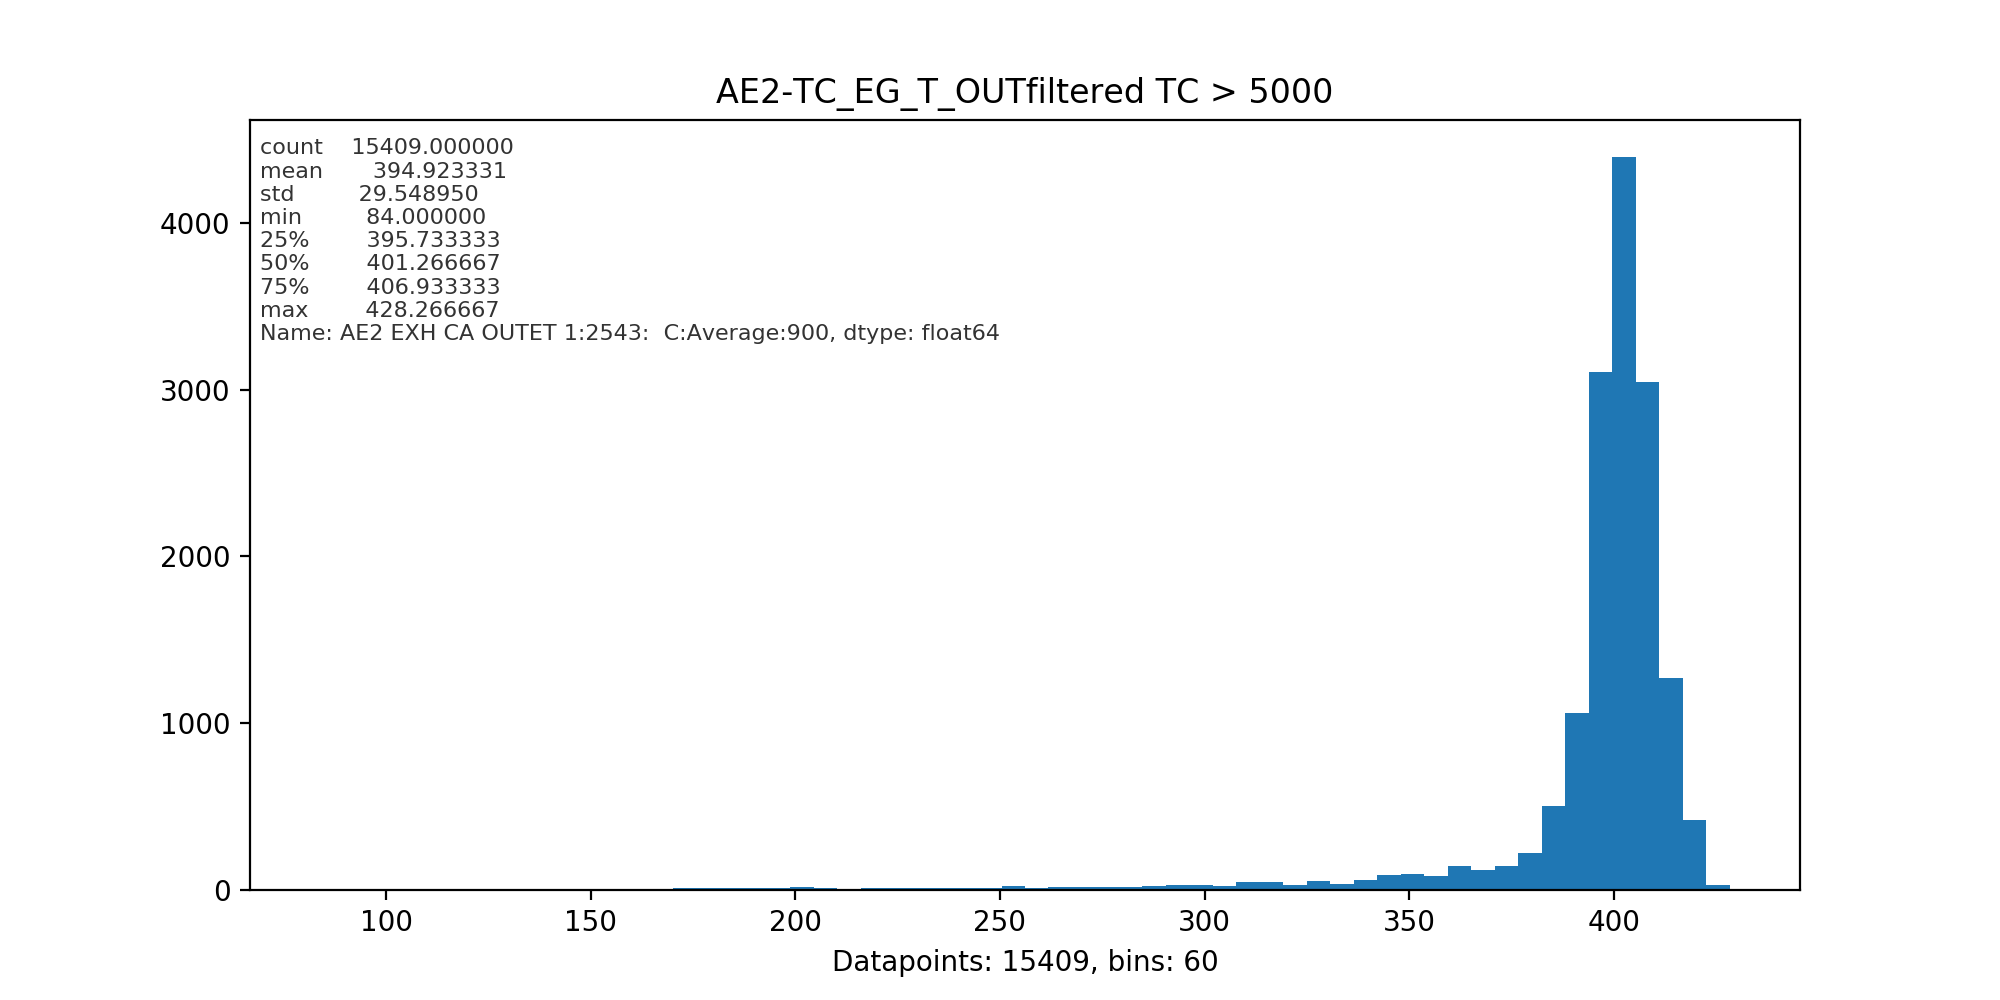 AE2-TC_EG_T_OUTfiltered TC > 5000
count 15409.000000
mean 394.923331
std 29.548950
min 84.000000
25% 395.733333
50% 401.266667
75% 406.933333
max 428.266667
Name: AE2 EXH CA OUTET 1:2543:  C:Average:900, dtype: float64
4000
3000
2000
1000
0
100 150 200 250 300 350 400
Datapoints: 15409, bins: 60